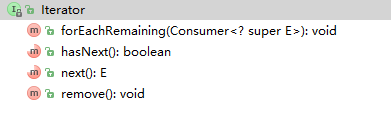 Iterator
forEachRemaining(Consumer<? super E>): void
hasNext(): boolean
next(): E
remove(): void